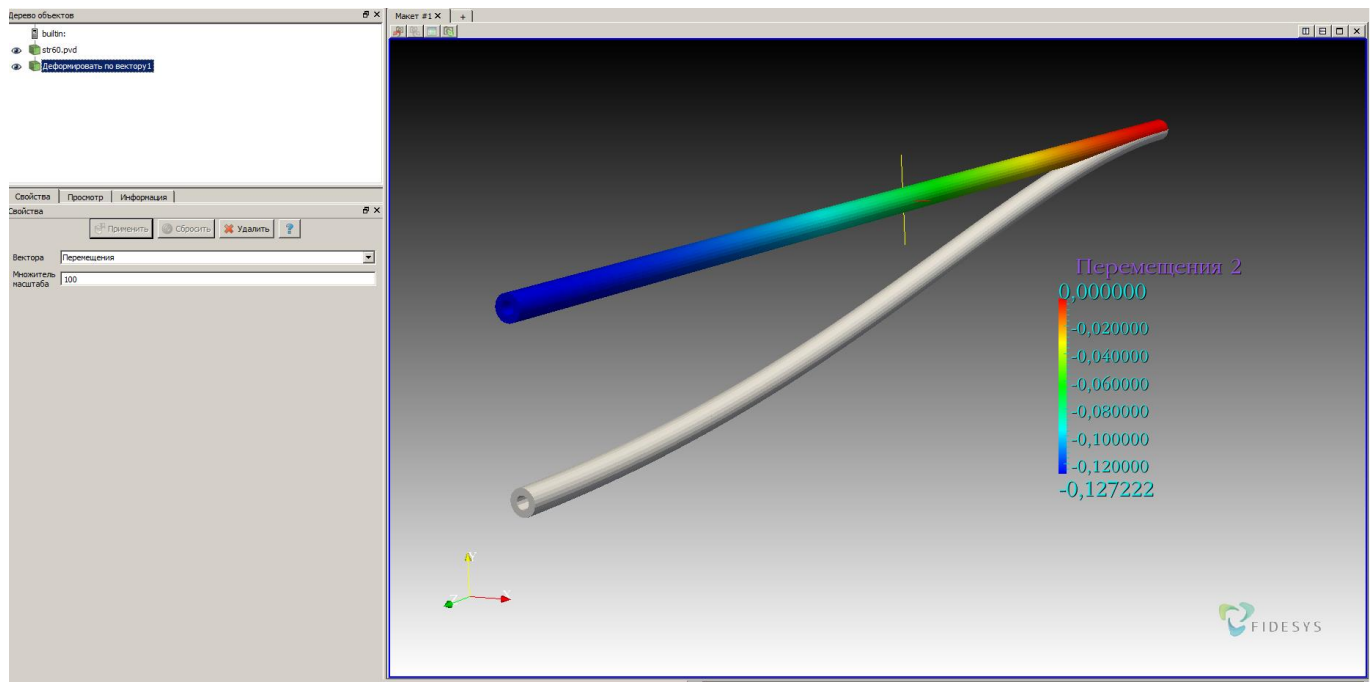 Дерево объектов
Макет #1 X
+
builtin:
str60.pvd
Деформировать по вектору1
Свойства
Просмотр
Информация
Свойства
Применить
Сбросить
Удалить
?
Вектора
Перемещения
Множитель
масштаба
100
Перемещения 2
0,000000
-0,020000
-0,040000
-0,060000
-0,080000
-0,100000
-0,120000
-0,127222
Y
X
Z
FIDESYS